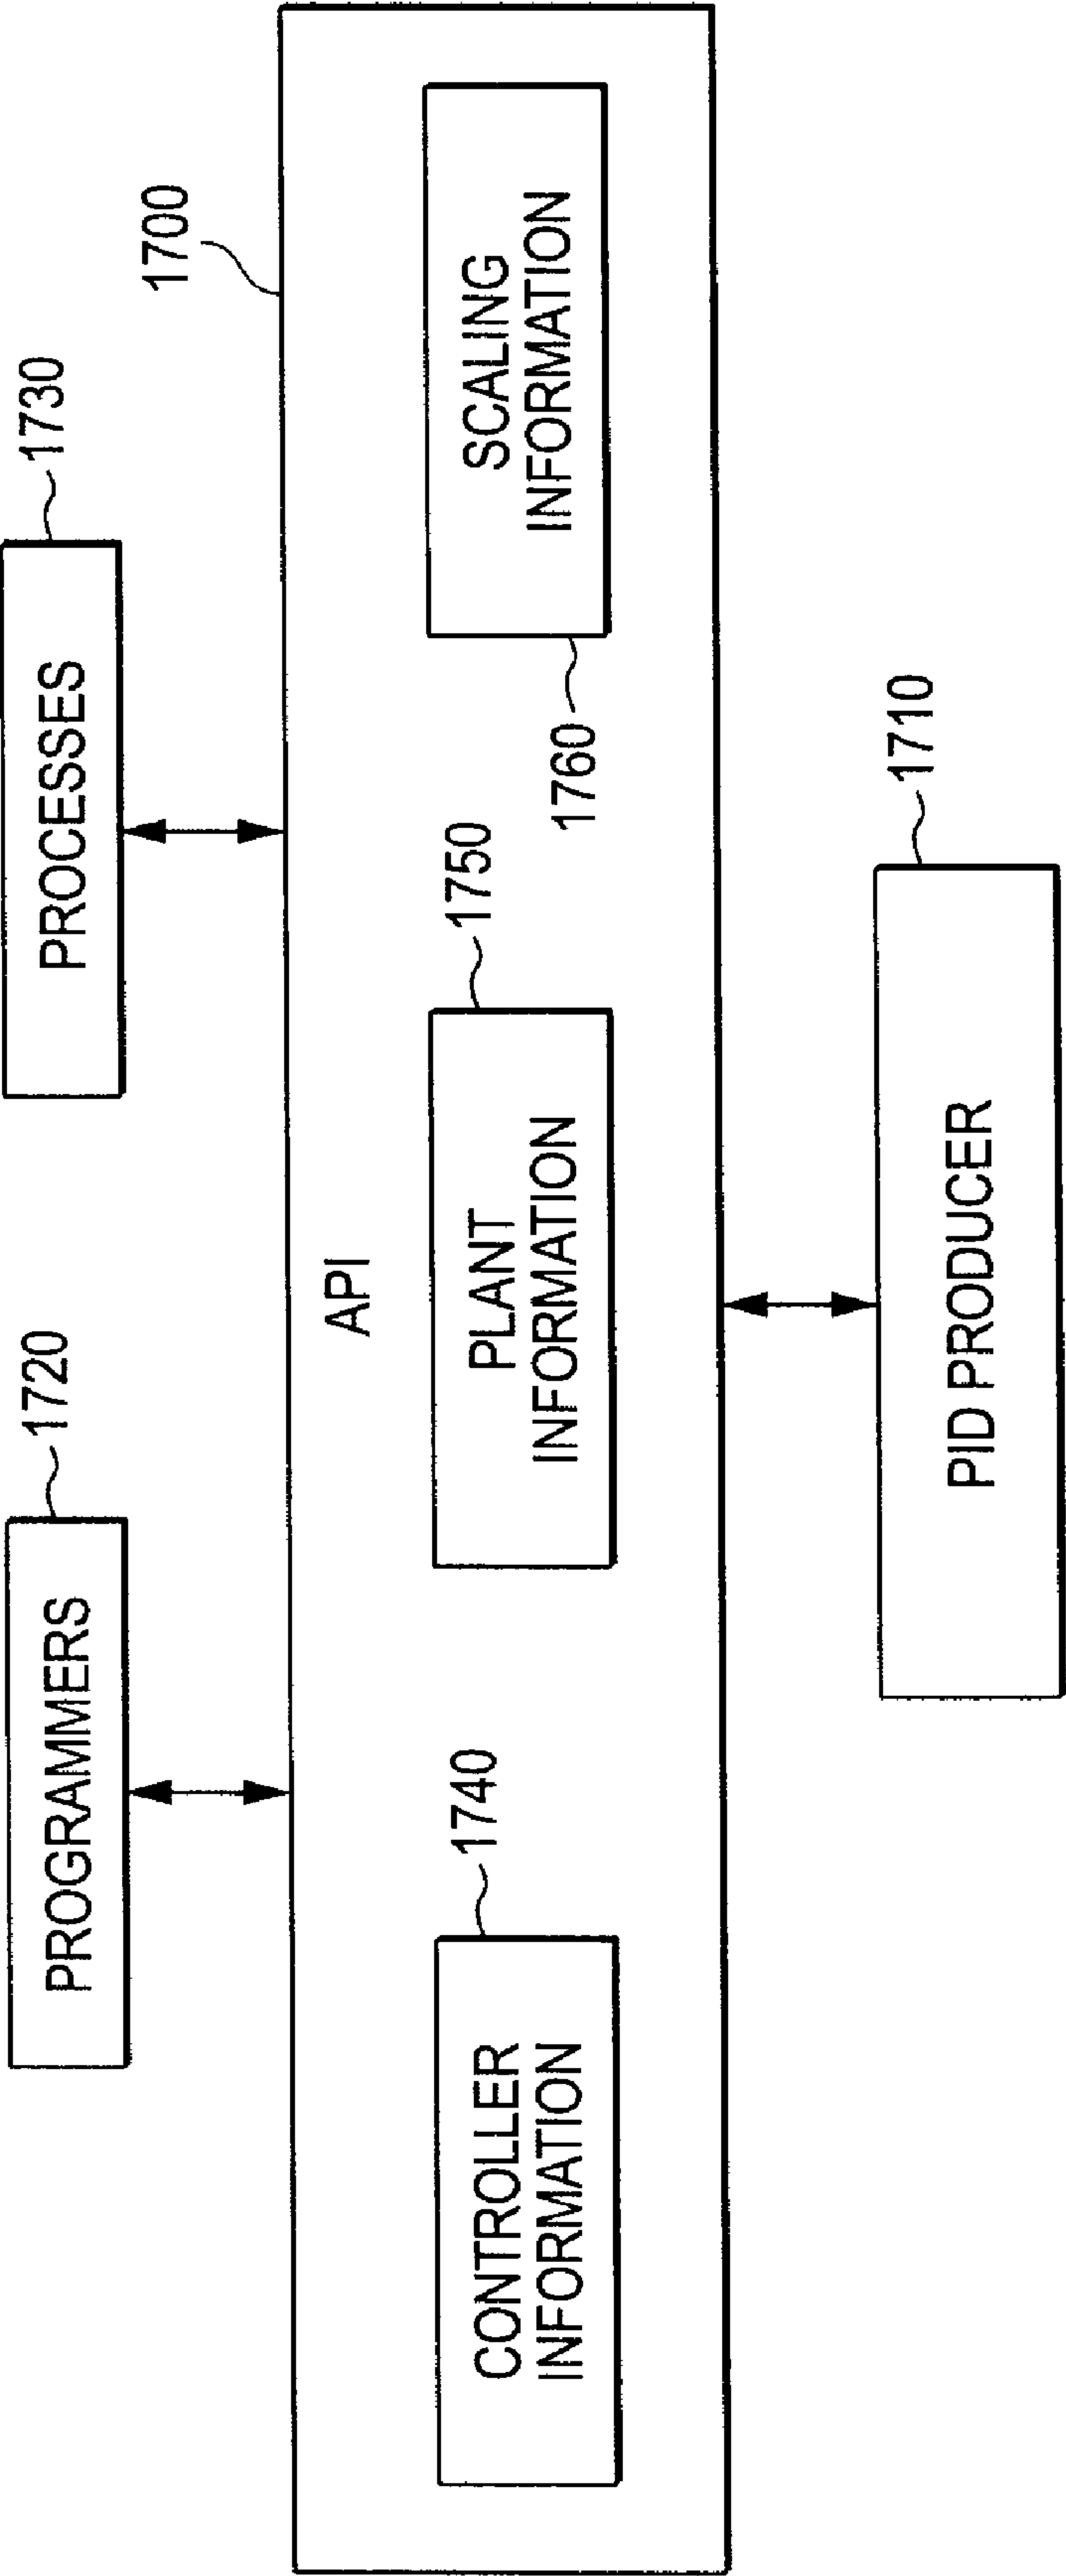 PROGRAMMERS
1720
PROCESSES
1730
1700
API
CONTROLLER
INFORMATION
1740
PLANT
INFORMATION
1750
SCALING
INFORMATION
1760
PID PRODUCER
1710